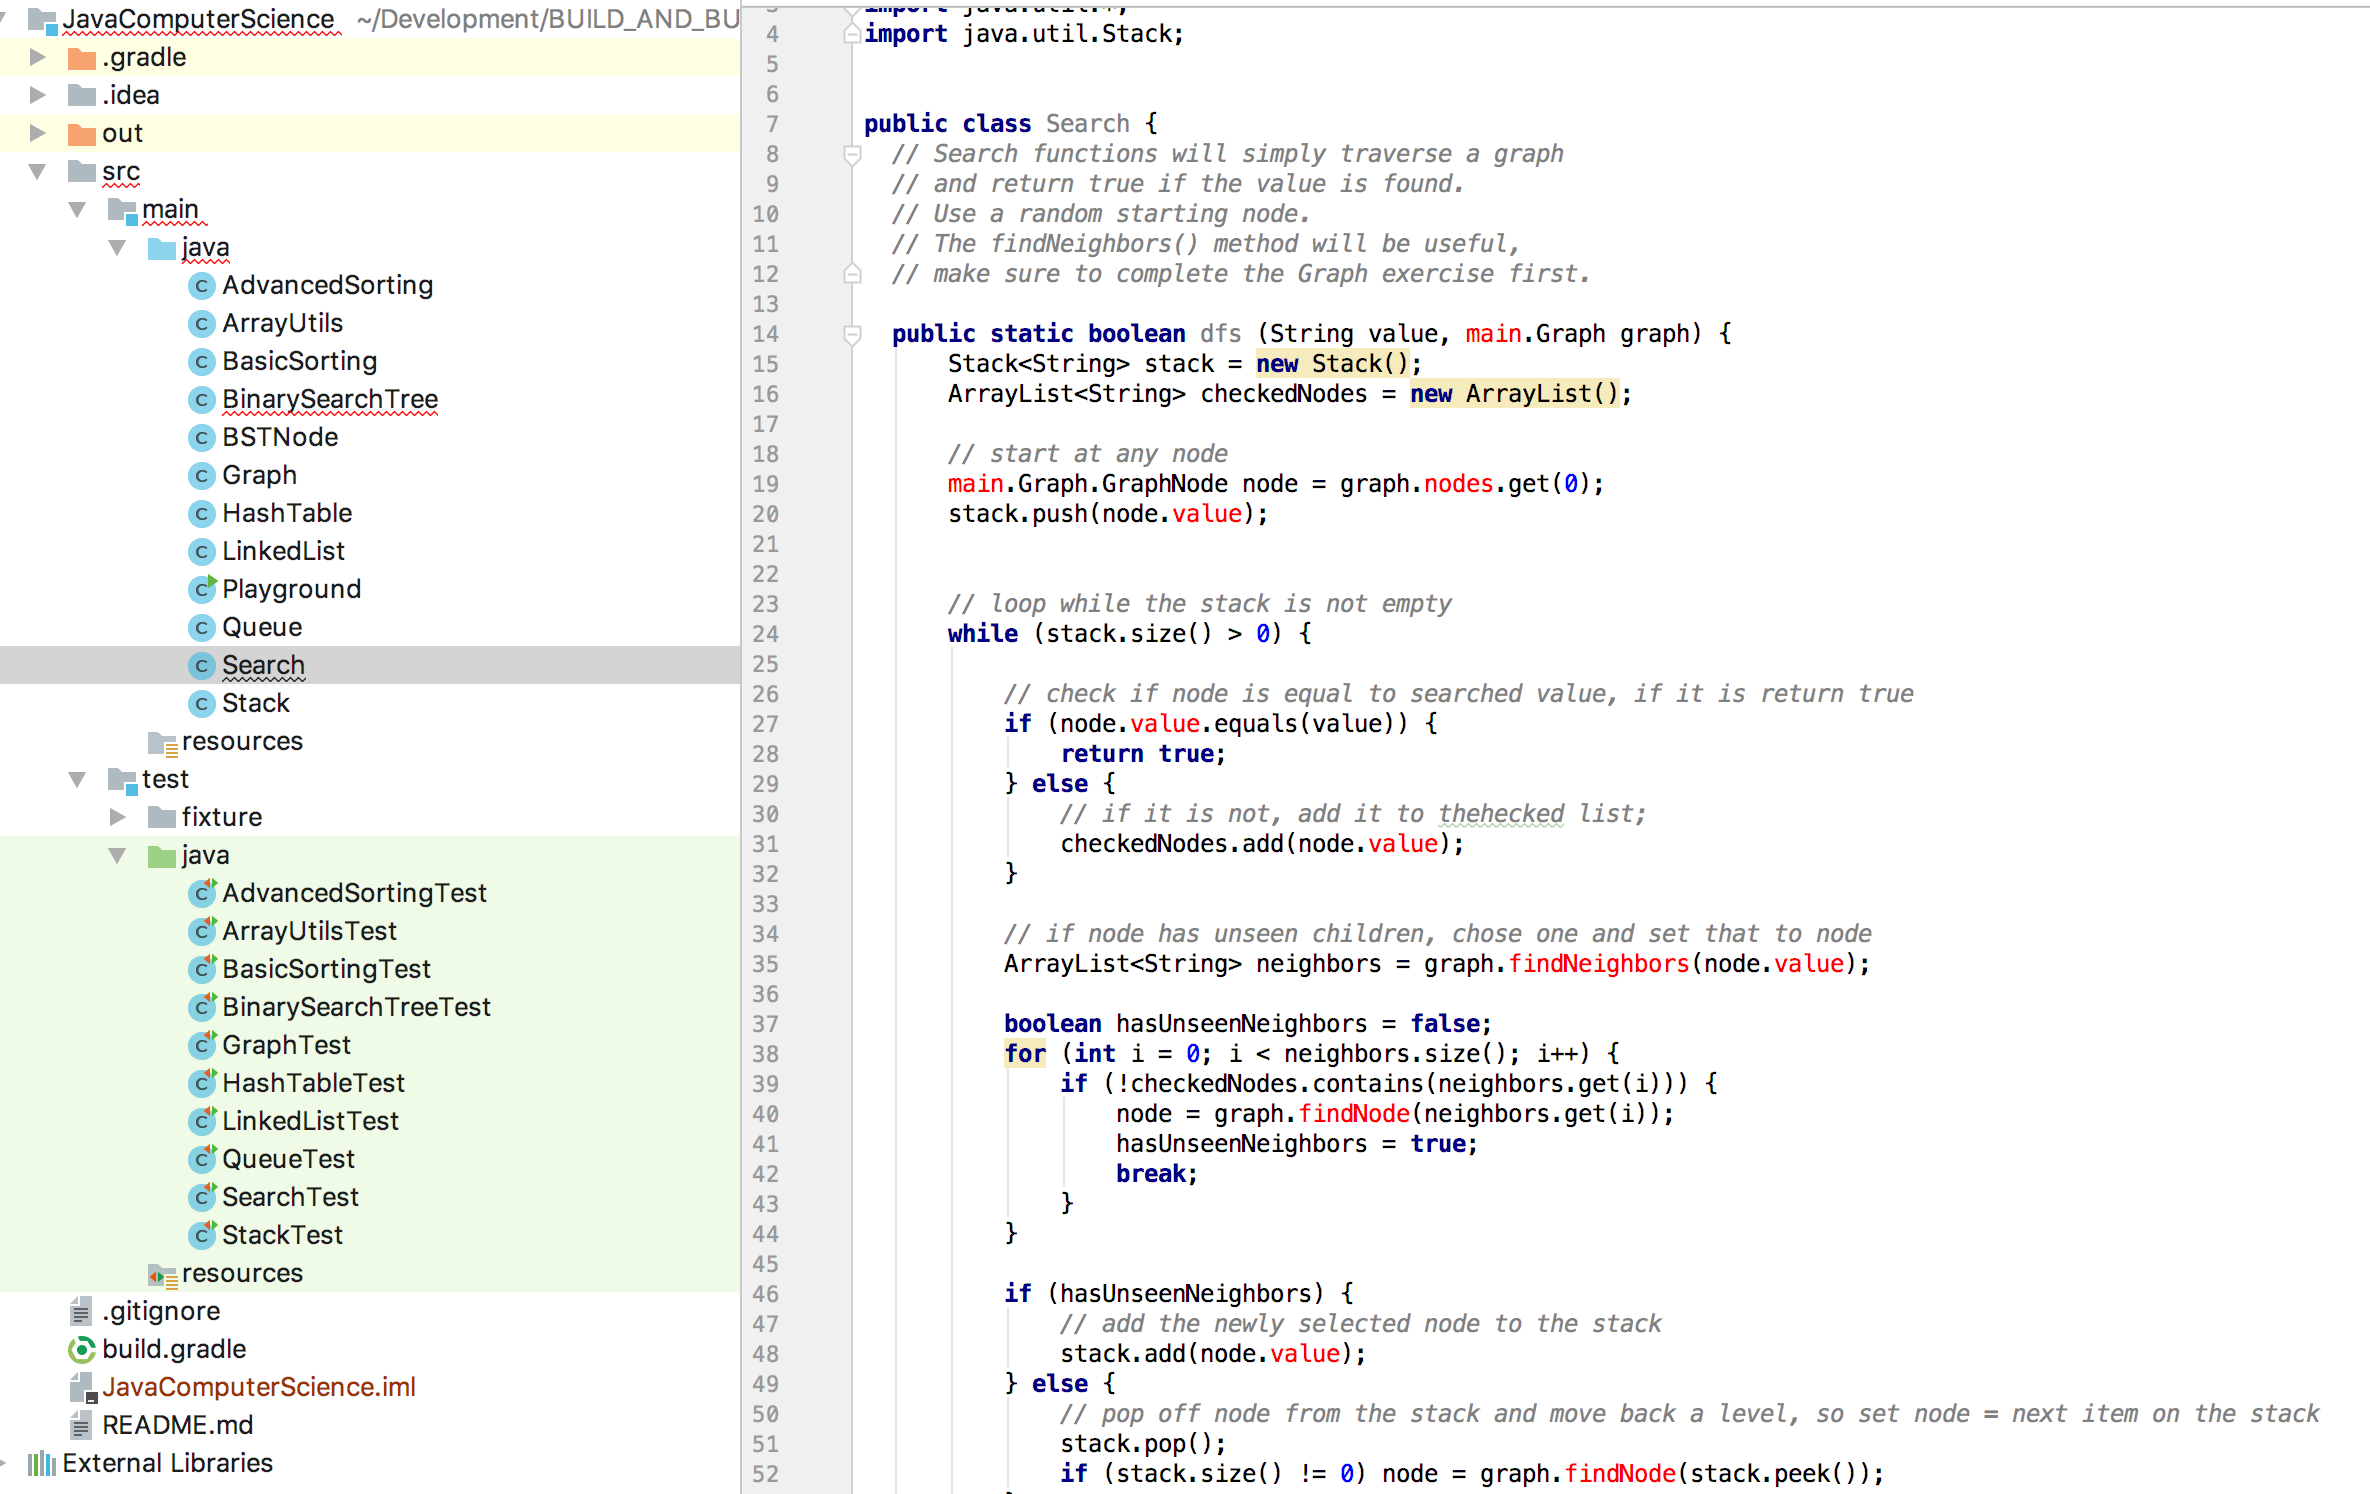 JavaComputerScience ~/Development/BUILD_AND_BU
.gradle
.idea
out
src
main
java
AdvancedSorting
ArrayUtils
BasicSorting
BinarySearchTree
BSTNode
Graph
HashTable
LinkedList
Playground
Queue
Search
Stack
resources
test
fixture
java
AdvancedSortingTest
ArrayUtilsTest
BasicSortingTest
BinarySearchTreeTest
GraphTest
HashTableTest
LinkedListTest
QueueTest
SearchTest
StackTest
resources
.gitignore
build.gradle
JavaComputerScience.iml
README.md
External Libraries
3 import java.util.*;
4 import java.util.Stack;
5
6
7 public class Search {
8 // Search functions will simply traverse a graph
9 // and return true if the value is found.
10 // Use a random starting node.
11 // The findNeighbors() method will be useful,
12 // make sure to complete the Graph exercise first.
13
14 public static boolean dfs (String value, main.Graph graph) {
15 Stack<String> stack = new Stack();
16 ArrayList<String> checkedNodes = new ArrayList();
17
18 // start at any node
19 main.Graph.GraphNode node = graph.nodes.get(0);
20 stack.push(node.value);
21
22
23 // loop while the stack is not empty
24 while (stack.size() > 0) {
25
26 // check if node is equal to searched value, if it is return true
27 if (node.value.equals(value)) {
28 return true;
29 } else {
30 // if it is not, add it to thehecked list;
31 checkedNodes.add(node.value);
32 }
33
34 // if node has unseen children, chose one and set that to node
35 ArrayList<String> neighbors = graph.findNeighbors(node.value);
36
37 boolean hasUnseenNeighbors = false;
38 for (int i = 0; i < neighbors.size(); i++) {
39 if (!checkedNodes.contains(neighbors.get(i))) {
40 node = graph.findNode(neighbors.get(i));
41 hasUnseenNeighbors = true;
42 break;
43 }
44 }
45
46 if (hasUnseenNeighbors) {
47 // add the newly selected node to the stack
48 stack.add(node.value);
49 } else {
50 // pop off node from the stack and move back a level, so set node = next item on the stack
51 stack.pop();
52 if (stack.size() != 0) node = graph.findNode(stack.peek());